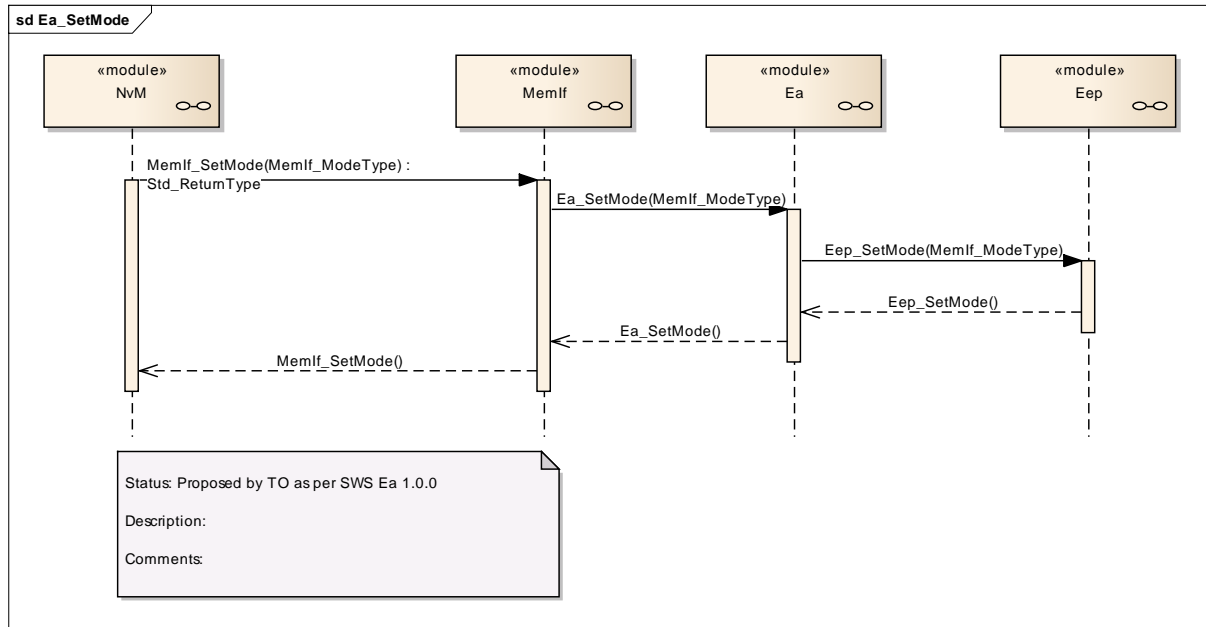 sd Ea_SetMode
«module»
NvM
«module»
MemIf
«module»
Ea
«module»
Eep
MemIf_SetMode(MemIf_ModeType) :
Std_ReturnType
Ea_SetMode(MemIf_ModeType)
Eep_SetMode(MemIf_ModeType)
Eep_SetMode()
Ea_SetMode()
MemIf_SetMode()
Status: Proposed by TO as per SWS Ea 1.0.0
Description:
Comments: